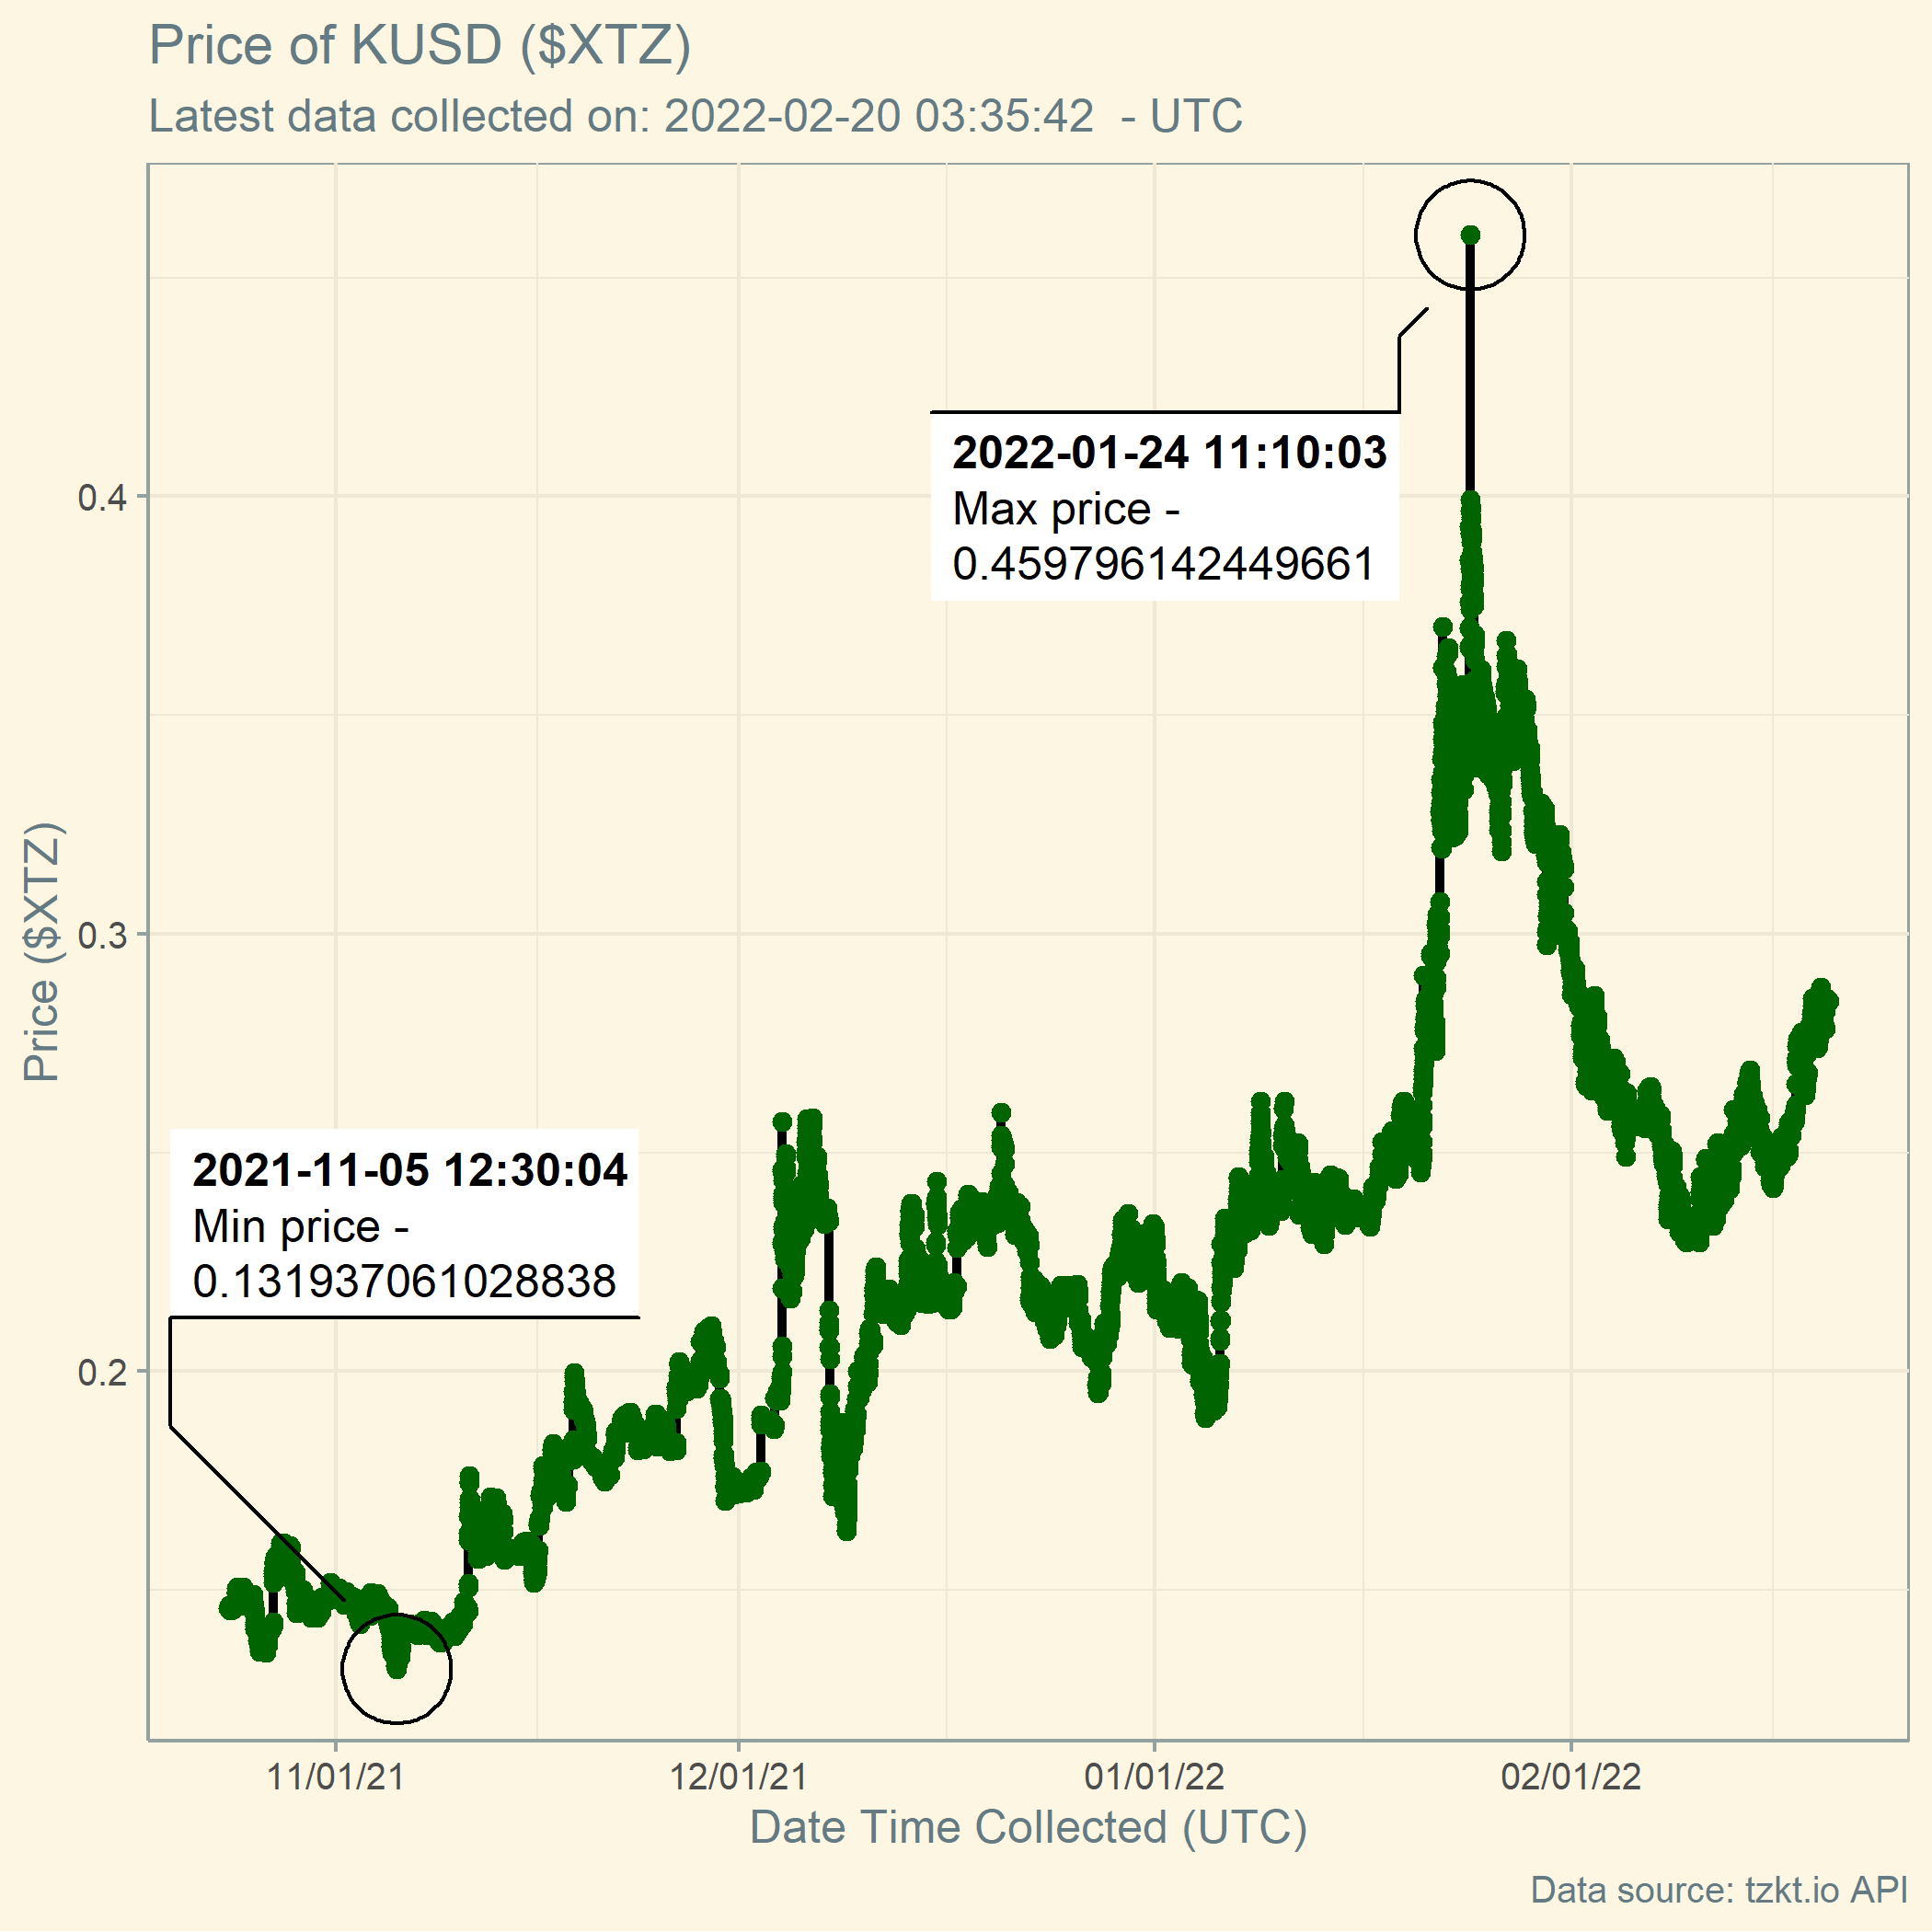 Price of KUSD ($XTZ)
Latest data collected on: 2022-02-20 03:35:42  - UTC
2022-01-24 11:10:03
Max price -
0.459796142449661
0.4
0.3
0.2
Price ($XTZ)
2021-11-05 12:30:04
Min price -
0.131937061028838
11/01/21
12/01/21
01/01/22
02/01/22
Date Time Collected (UTC)
Data source: tzkt.io API